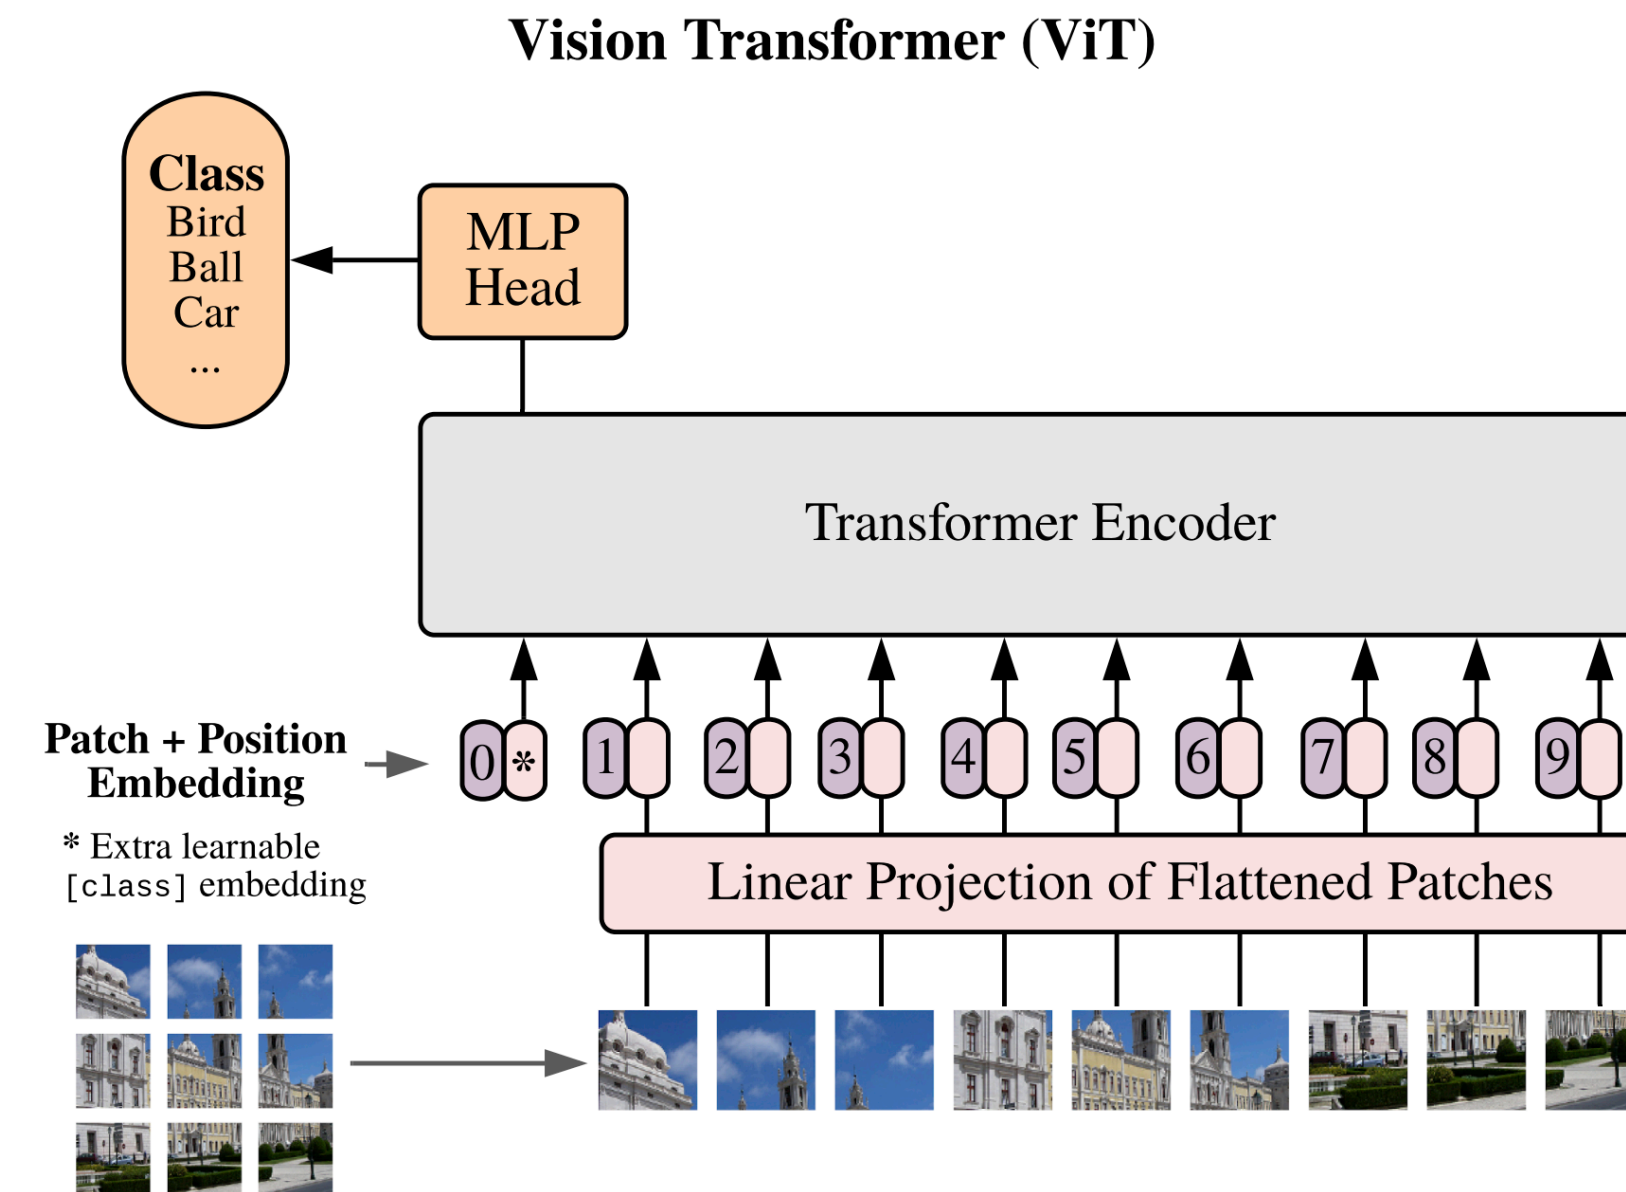 Vision Transformer (ViT)
Class
Bird
Ball
Car
...
MLP
Head
Transformer Encoder
Patch + Position
Embedding
0 * 1 2 3 4 5 6 7 8 9
* Extra learnable
[class] embedding
Linear Projection of Flattened Patches